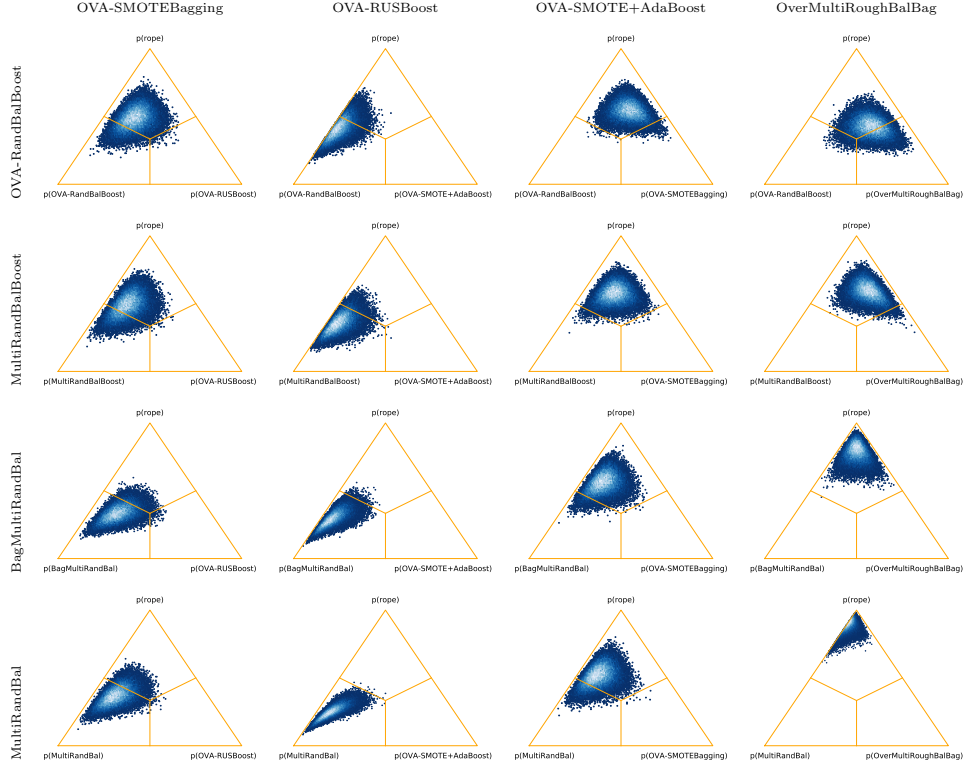 OVA-SMOTEBagging OVA-RUSBoost OVA-SMOTE+AdaBoost OverMultiRoughBalBag
OVA-RandBalBoost
p(rope) p(rope) p(rope) p(rope)
p(OVA-RandBalBoost) p(OVA-RUSBoost) p(OVA-RandBalBoost) p(OVA-SMOTE+AdaBoost) p(OVA-RandBalBoost) p(OVA-SMOTEBagging) p(OVA-RandBalBoost) p(OverMultiRoughBalBag)
MultiRandBalBoost
p(rope) p(rope) p(rope) p(rope)
p(MultiRandBalBoost) p(OVA-RUSBoost) p(MultiRandBalBoost) p(OVA-SMOTE+AdaBoost) p(MultiRandBalBoost) p(OVA-SMOTEBagging) p(MultiRandBalBoost) p(OverMultiRoughBalBag)
BagMultiRandBal
p(rope) p(rope) p(rope) p(rope)
p(BagMultiRandBal) p(OVA-RUSBoost) p(BagMultiRandBal) p(OVA-SMOTE+AdaBoost) p(BagMultiRandBal) p(OVA-SMOTEBagging) p(BagMultiRandBal) p(OverMultiRoughBalBag)
MultiRandBal
p(rope) p(rope) p(rope) p(rope)
p(MultiRandBal) p(OVA-RUSBoost) p(MultiRandBal) p(OVA-SMOTE+AdaBoost) p(MultiRandBal) p(OVA-SMOTEBagging) p(MultiRandBal) p(OverMultiRoughBalBag)